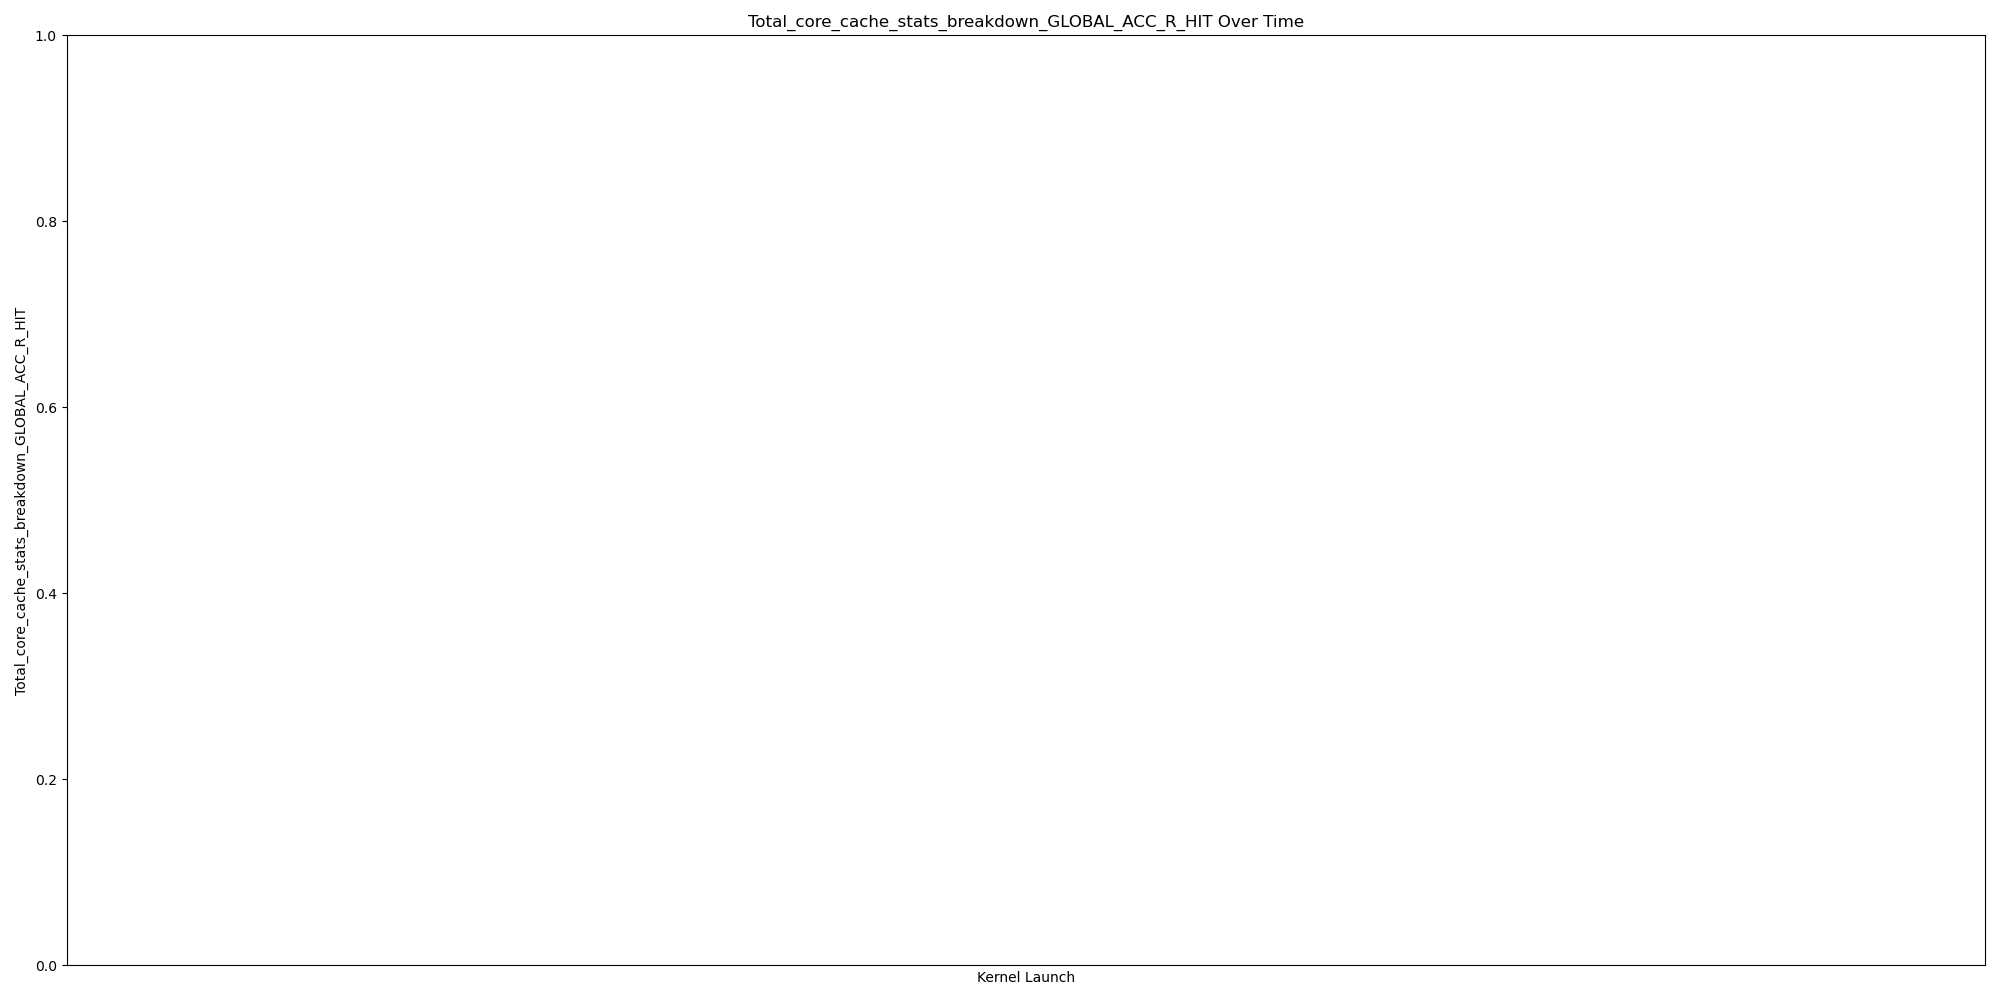 Total_core_cache_stats_breakdown_GLOBAL_ACC_R_HIT Over Time
Total_core_cache_stats_breakdown_GLOBAL_ACC_R_HIT
1.0
0.8
0.6
0.4
0.2
0.0
Kernel Launch